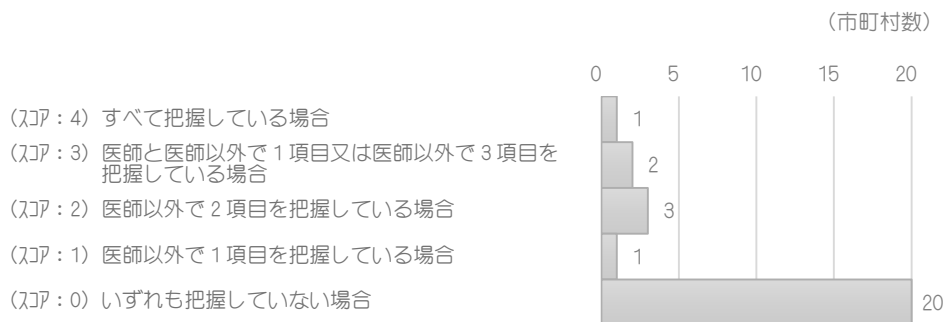 （市町村数）
0 5 10 15 20
（ｽｺｱ：4）すべて把握している場合 1
（ｽｺｱ：3）医師と医師以外で１項目又は医師以外で３項目を
把握している場合 2
（ｽｺｱ：2）医師以外で２項目を把握している場合 3
（ｽｺｱ：1）医師以外で１項目を把握している場合 1
（ｽｺｱ：0）いずれも把握していない場合 20